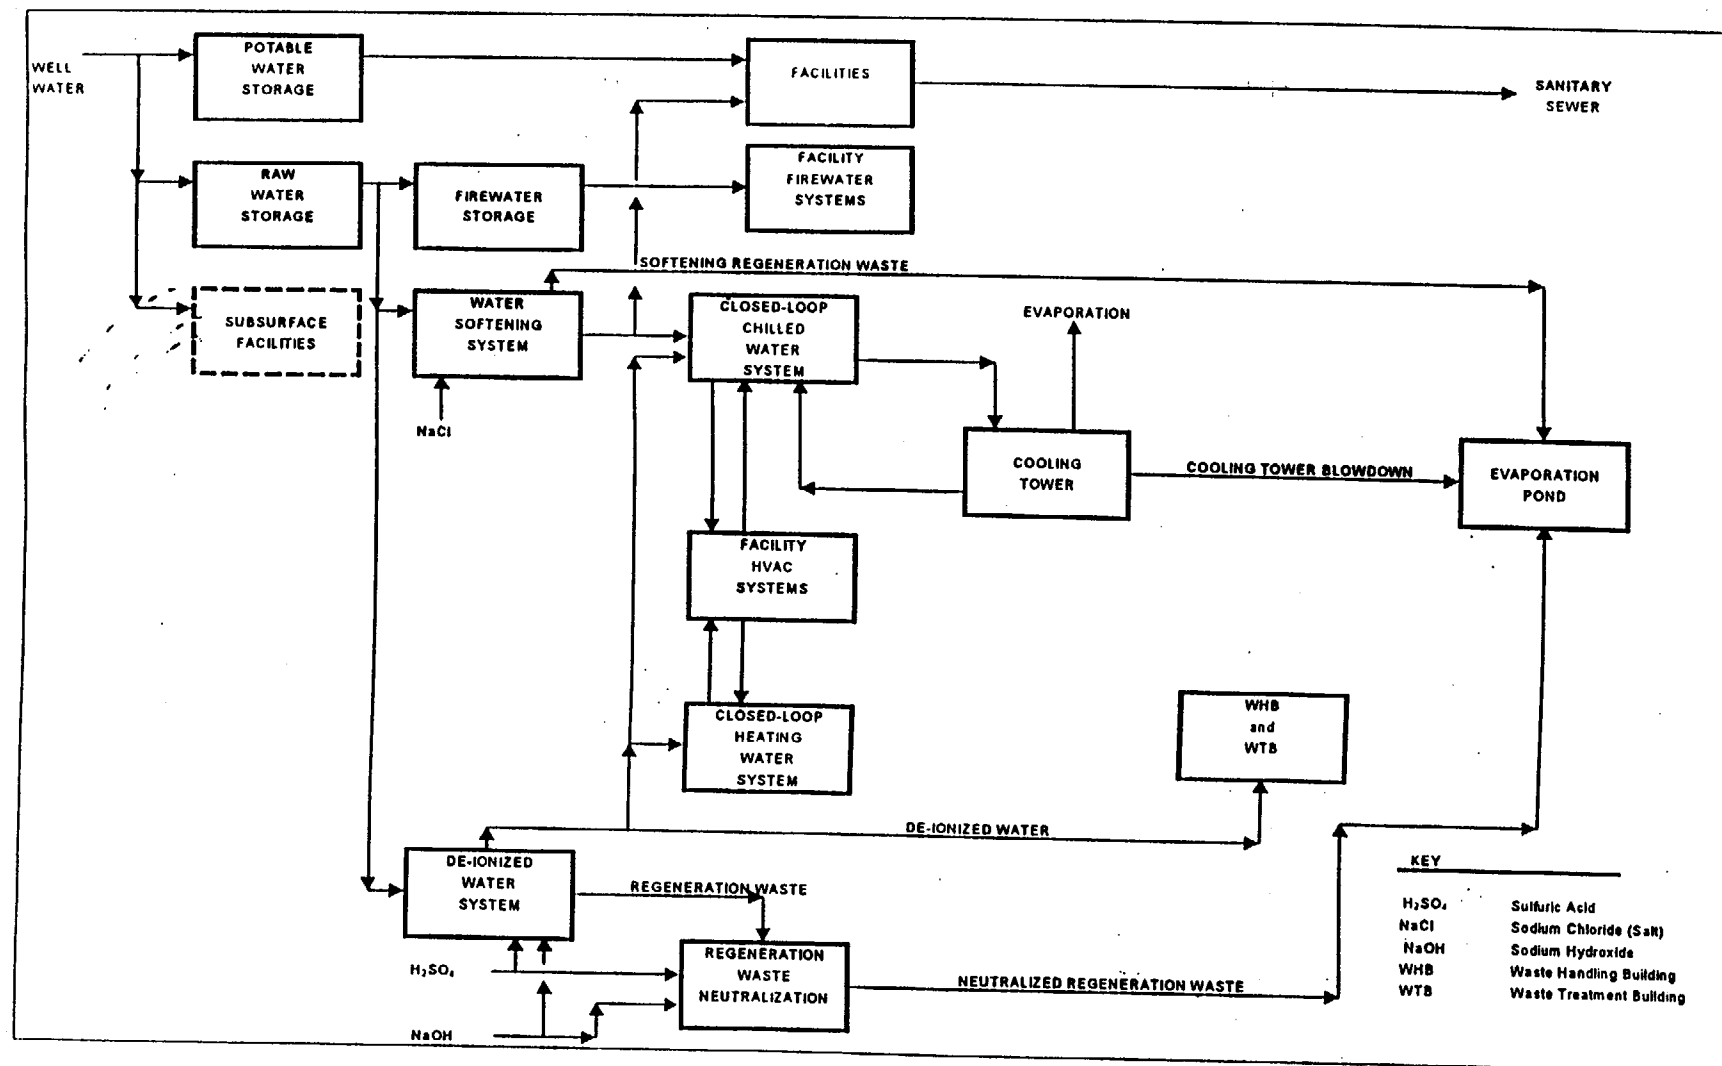 WELL
WATER
POTABLE
WATER
STORAGE
FACILITIES
SANITARY
SEWER
RAW
WATER
STORAGE
FIREWATER
STORAGE
FACILITY
FIREWATER
SYSTEMS
SOFTENING REGENERATION WASTE
SUBSURFACE
FACILITIES
WATER
SOFTENING
SYSTEM
NaCl
CLOSED-LOOP
CHILLED
WATER
SYSTEM
EVAPORATION
COOLING
TOWER
COOLING TOWER BLOWDOWN
EVAPORATION
POND
FACILITY
HVAC
SYSTEMS
CLOSED-LOOP
HEATING
WATER
SYSTEM
WHB
and
WTB
DE-IONIZED WATER
DE-IONIZED
WATER
SYSTEM
REGENERATION WASTE
H₂SO₄
NaOH
REGENERATION
WASTE
NEUTRALIZATION
NEUTRALIZED REGENERATION WASTE
KEY
H₂SO₄ Sulfuric Acid
NaCl Sodium Chloride (Salt)
NaOH Sodium Hydroxide
WHB Waste Handling Building
WTB Waste Treatment Building